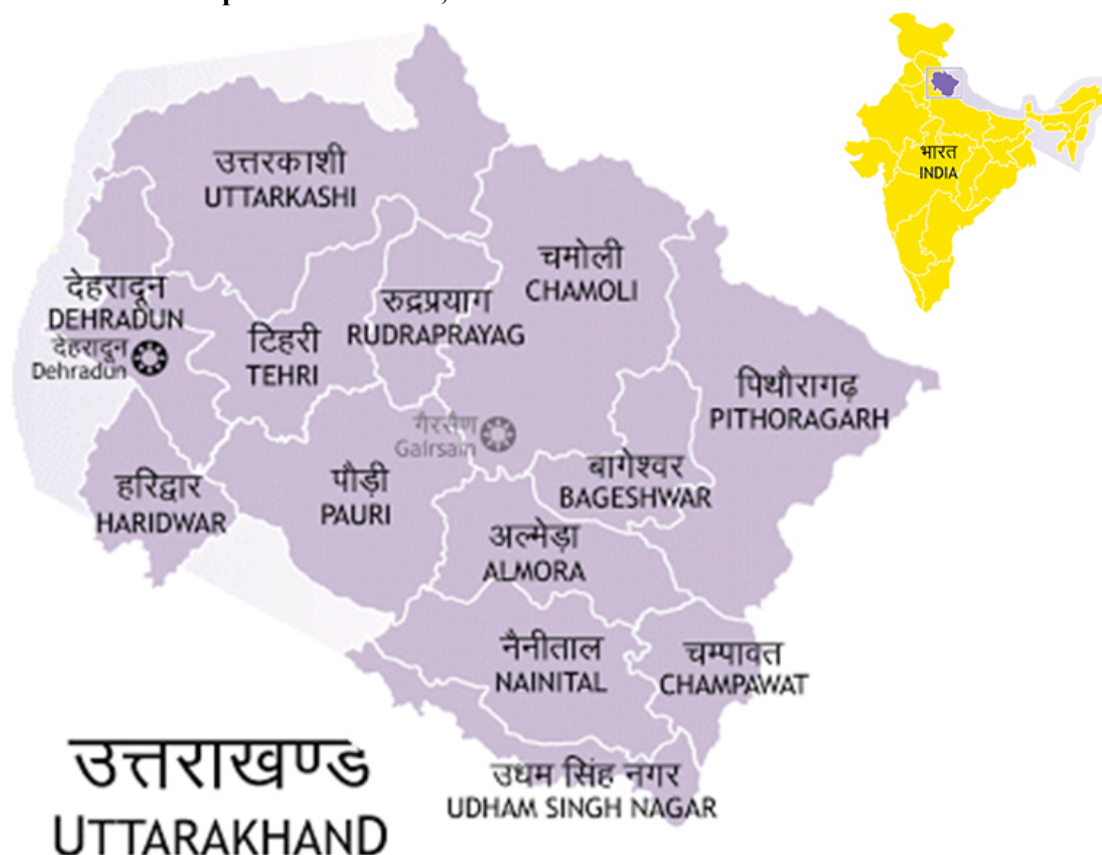 उत्तरकाशी
UTTARKASHI
भारत
INDIA
चमोली
CHAMOLI
देहरादून
DEHRADUN
देहरादून
Dehradun
रुद्रप्रयाग
RUDRAPRAYAG
टिहरी
TEHRI
पिथौरागढ़
PITHORAGARH
गैरसैण
Gairsain
हरिद्वार
HARIDWAR
पौड़ी
PAURI
बागेश्वर
BAGESHWAR
अल्मेड़ा
ALMORA
नैनीताल
NAINITAL
चम्पावत
CHAMPAWAT
उधम सिंह नगर
UDHAM SINGH NAGAR
उत्तराखण्ड
UTTARAKHAND